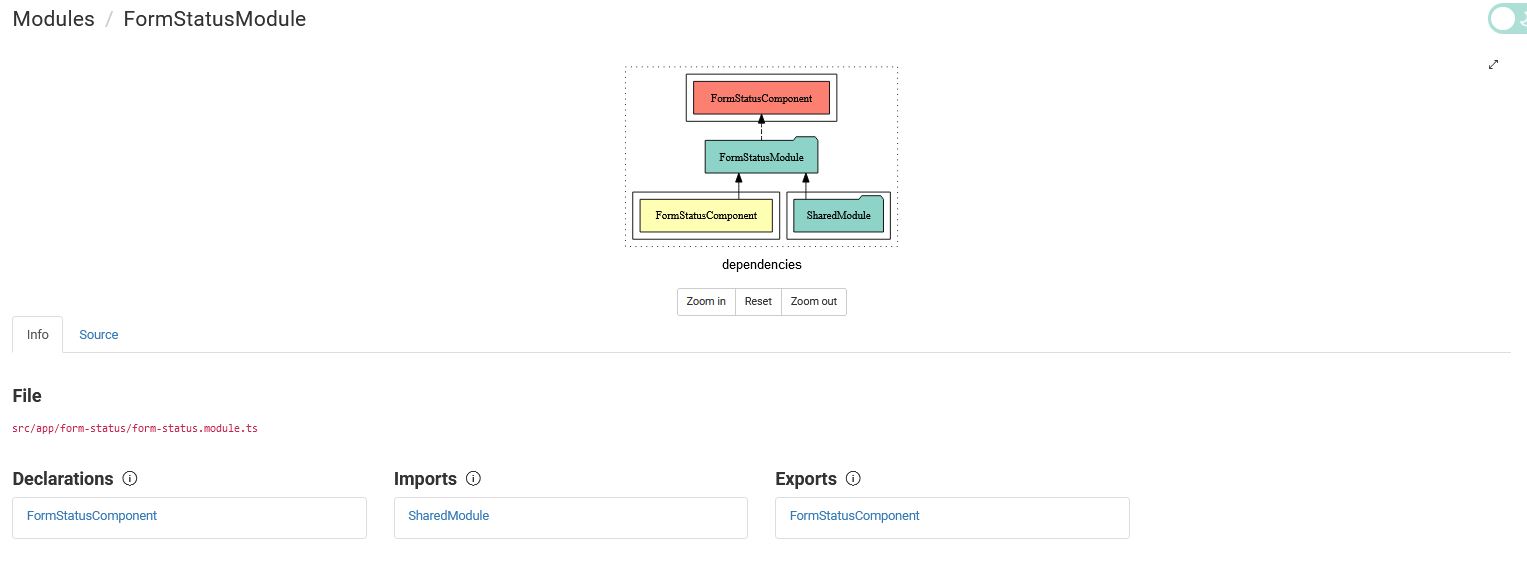 Modules / FormStatusModule
FormStatusComponent
FormStatusModule
FormStatusComponent SharedModule
dependencies
Zoom in Reset Zoom out
Info Source
File
src/app/form-status/form-status.module.ts
Declarations Imports Exports
FormStatusComponent SharedModule FormStatusComponent